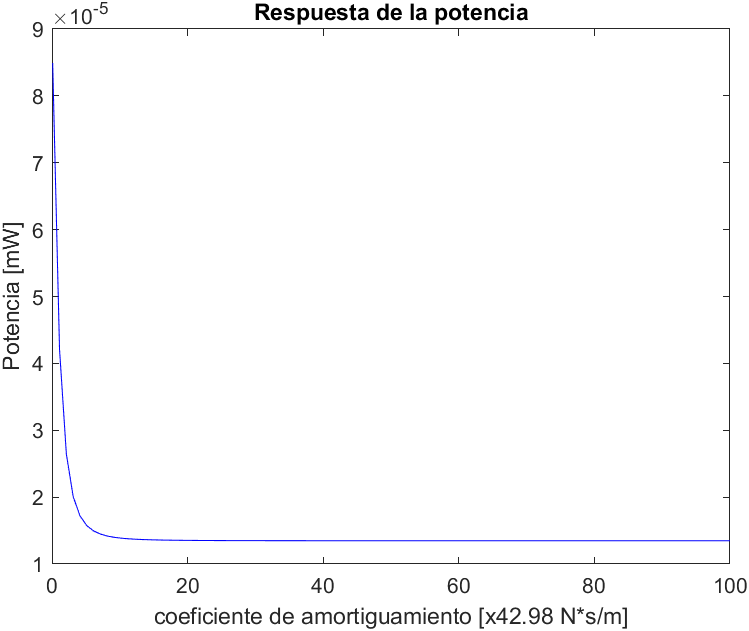 Respuesta de la potencia
×10-5
9
8
7
6
5
4
3
2
1
Potencia [mW]
0 20 40 60 80 100
coeficiente de amortiguamiento [x42.98 N*s/m]